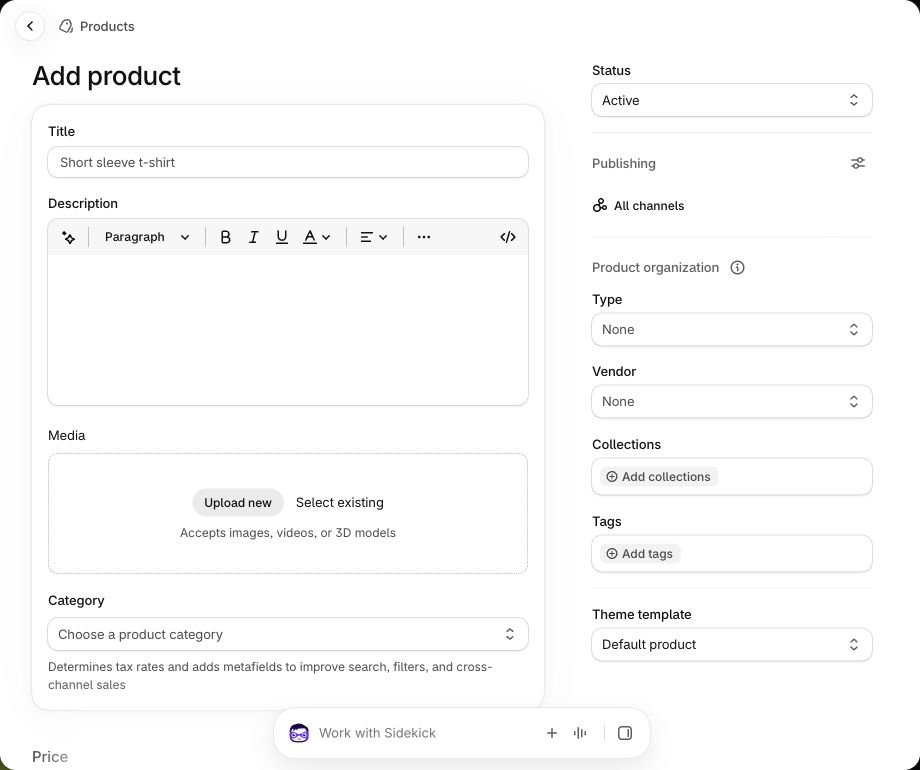 Products
Add product
Title
Short sleeve t-shirt
Description
Paragraph
B I U A
Media
Upload new Select existing
Accepts images, videos, or 3D models
Category
Choose a product category
Determines tax rates and adds metafields to improve search, filters, and cross-
channel sales
Price
Status
Active
Publishing
All channels
Product organization
Type
None
Vendor
None
Collections
Add collections
Tags
Add tags
Theme template
Default product
Work with Sidekick